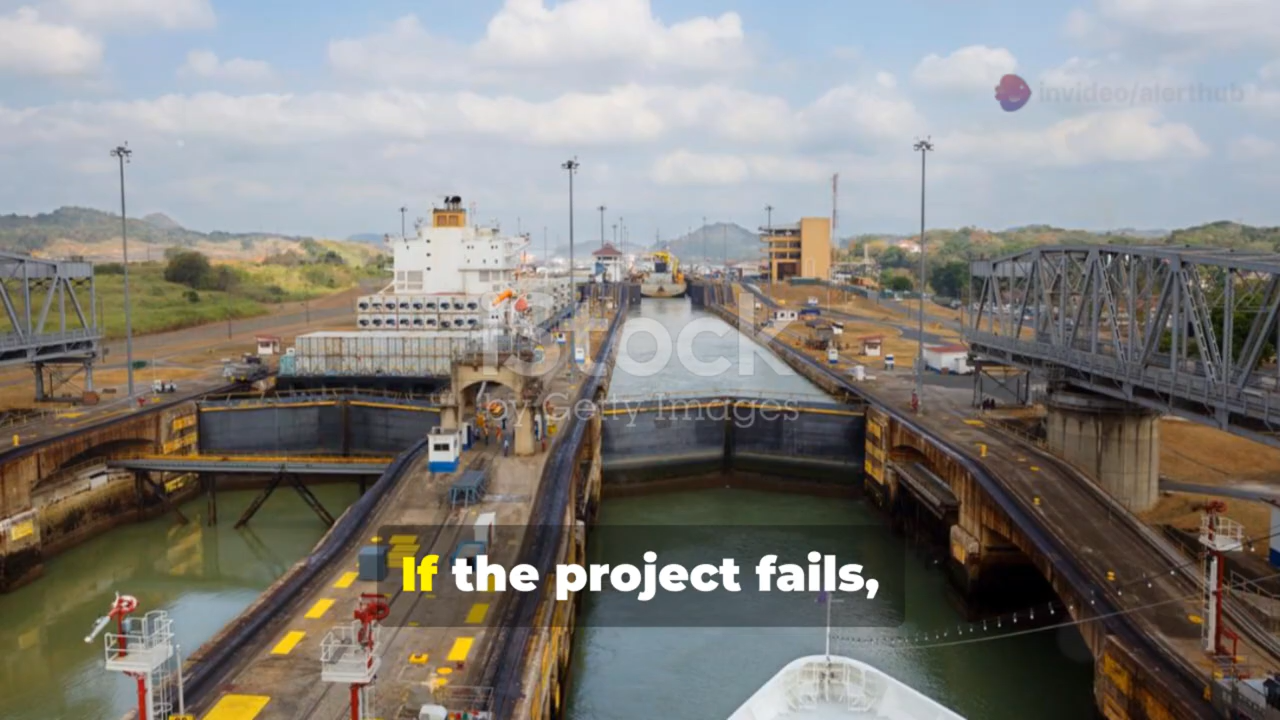 invideo/alerthub
iStock
by Getty Images
If the project fails,